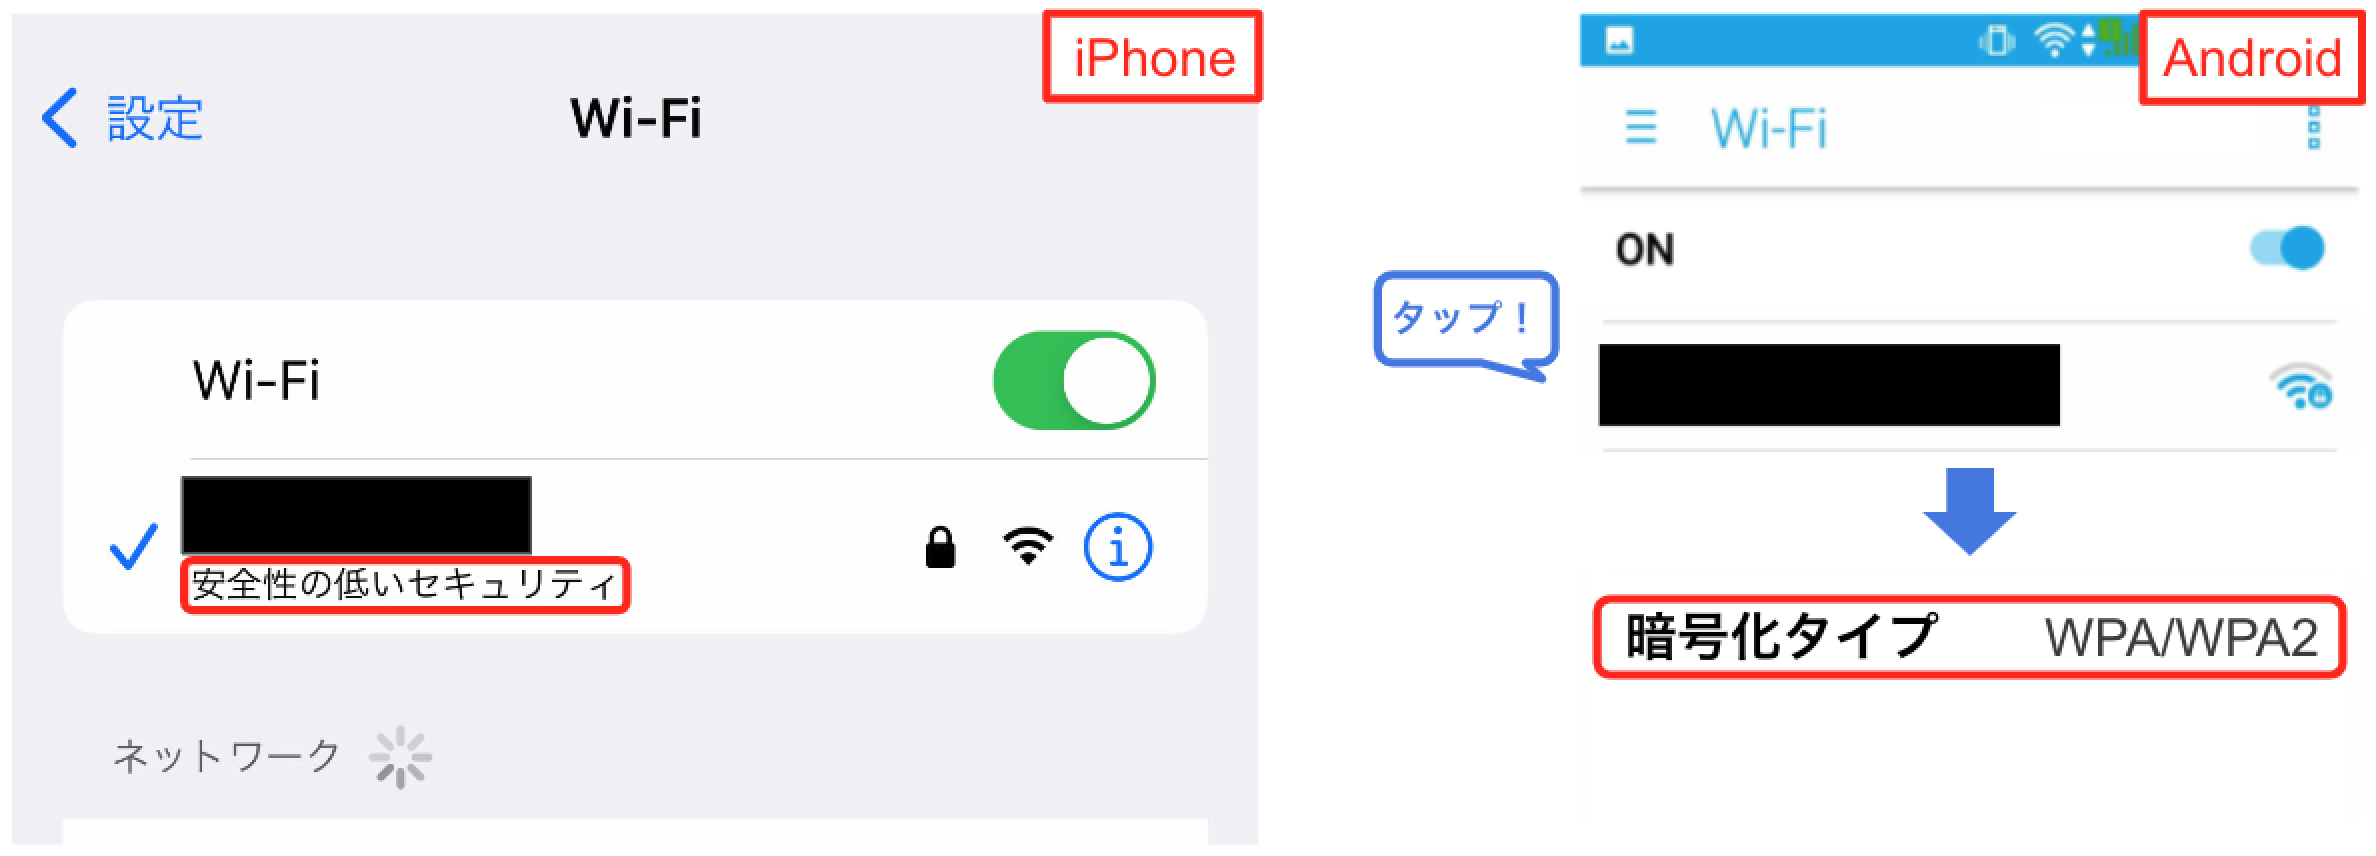 iPhone
設定
Wi-Fi
Wi-Fi
安全性の低いセキュリティ
ネットワーク
Android
Wi-Fi
ON
タップ！
暗号化タイプ WPA/WPA2